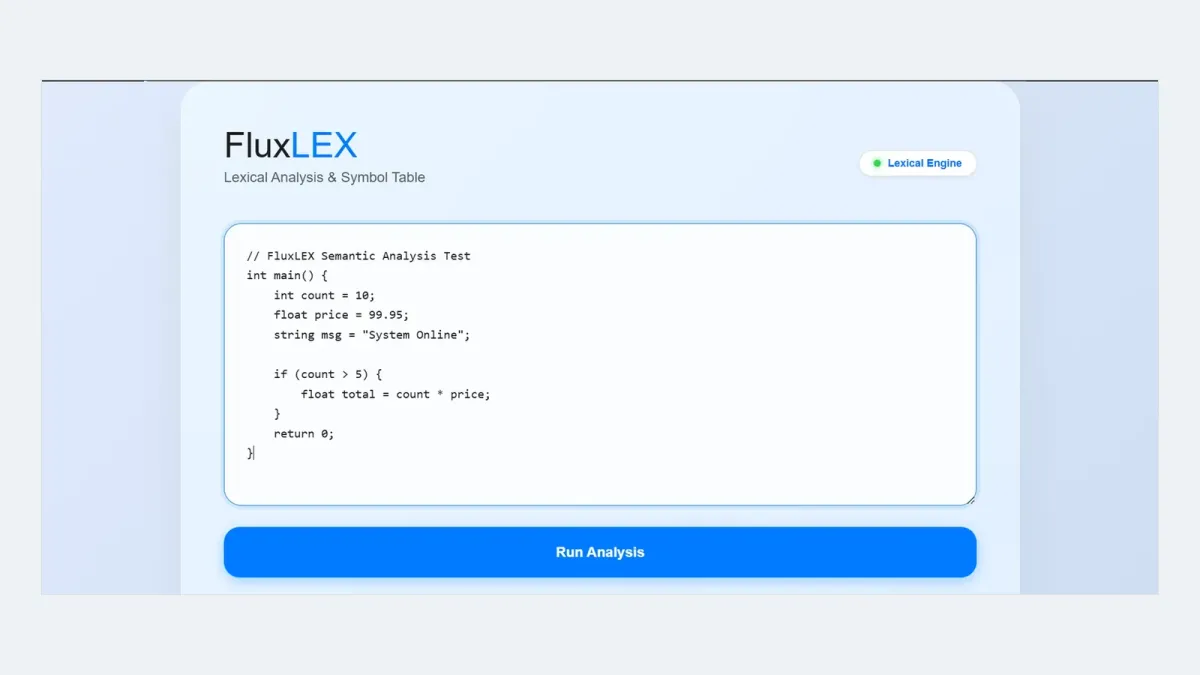 FluxLEX
Lexical Analysis & Symbol Table
Lexical Engine
// FluxLEX Semantic Analysis Test
int main() {
    int count = 10;
    float price = 99.95;
    string msg = "System Online";
    if (count > 5) {
        float total = count * price;
    }
    return 0;
}
Run Analysis